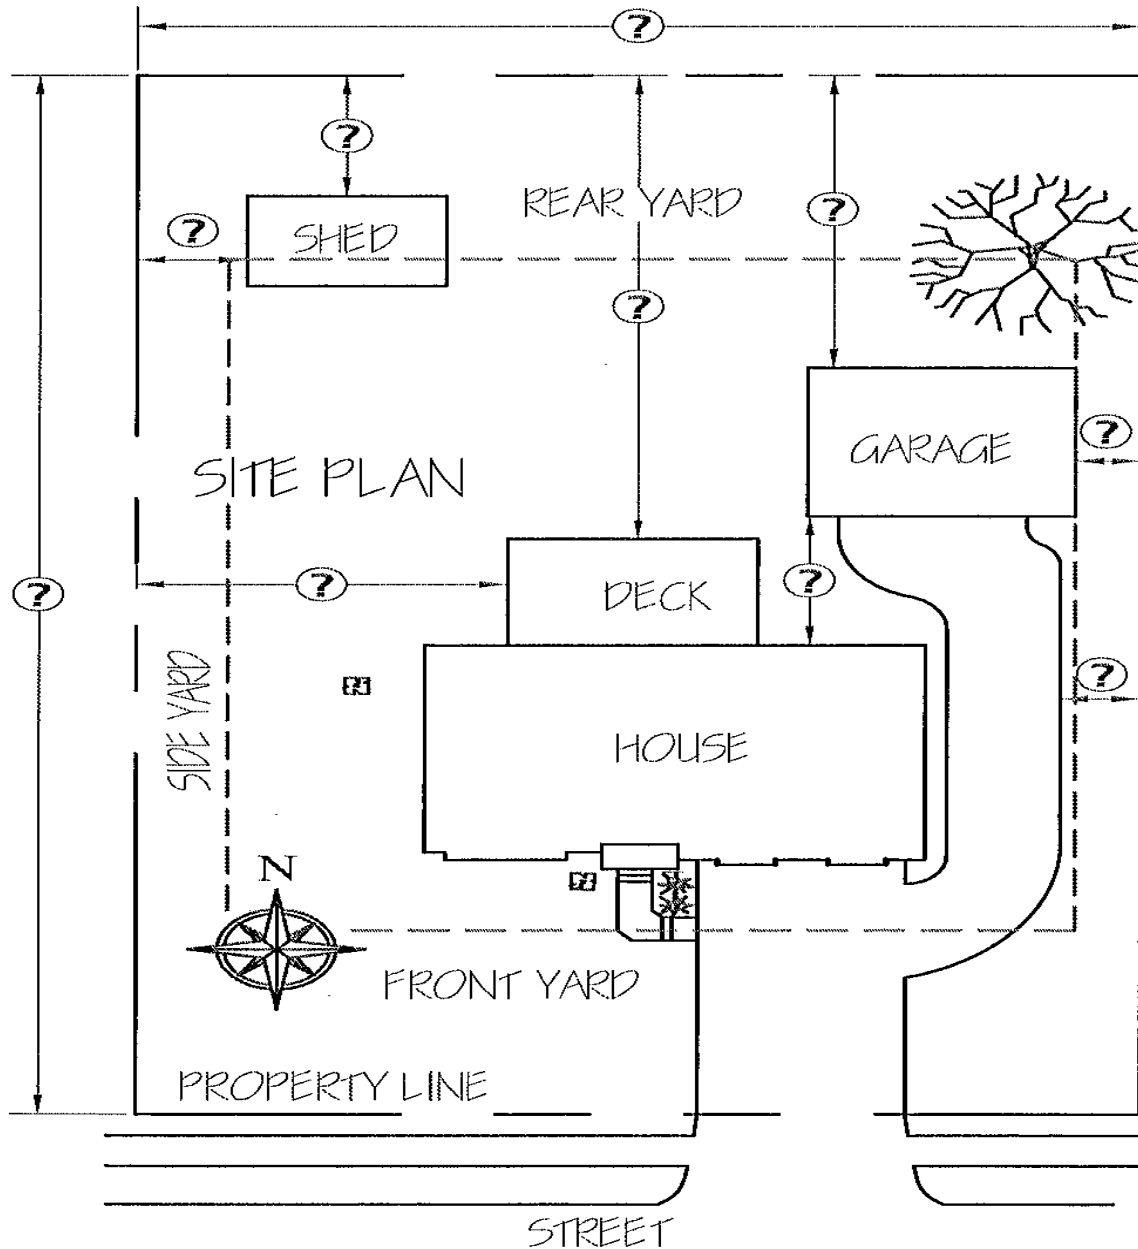 ?
?
?
REAR YARD
?
SHED
?
?
GARAGE
?
SITE PLAN
?
?
DECK
?
?
SIDE YARD
?
HOUSE
N
?
FRONT YARD
PROPERTY LINE
STREET